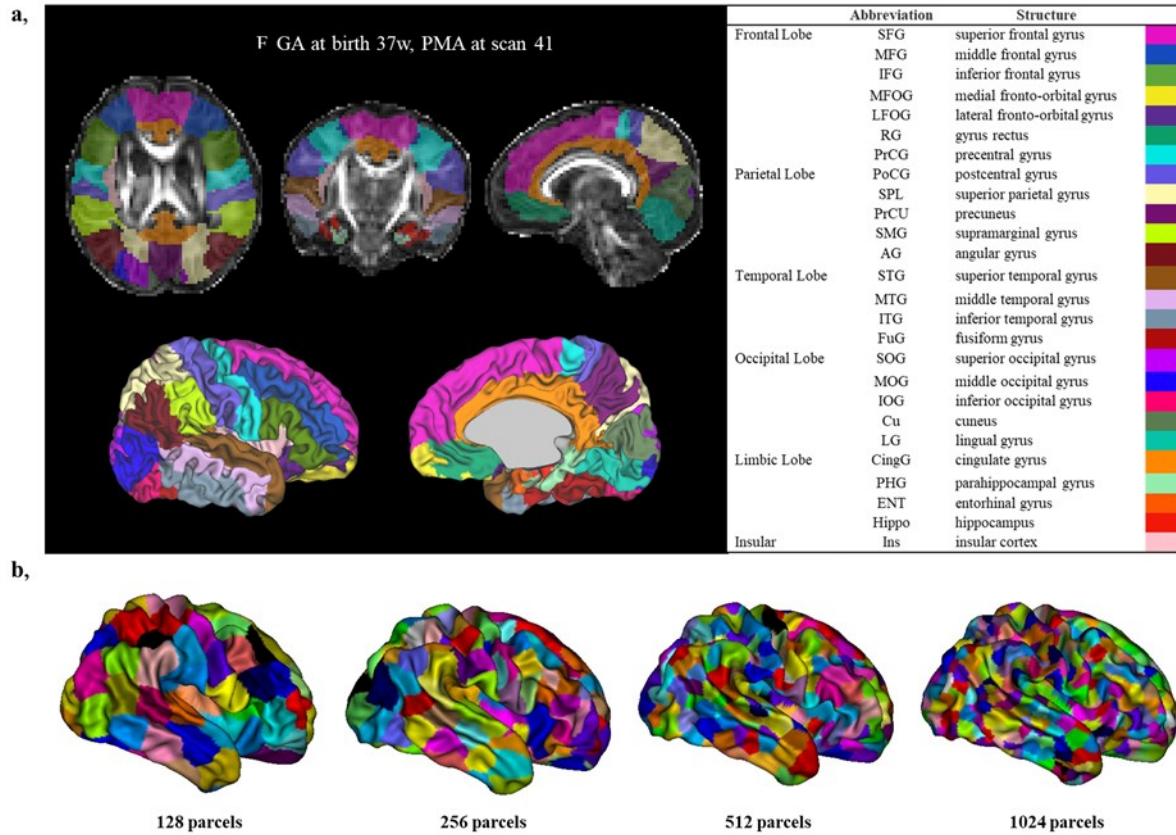 a,
F GA at birth 37w, PMA at scan 41
Abbreviation Structure
Frontal Lobe SFG superior frontal gyrus
MFG middle frontal gyrus
IFG inferior frontal gyrus
MFOG medial fronto-orbital gyrus
LFOG lateral fronto-orbital gyrus
RG gyrus rectus
PrCG precentral gyrus
Parietal Lobe PoCG postcentral gyrus
SPL superior parietal gyrus
PrCU precuneus
SMG supramarginal gyrus
AG angular gyrus
Temporal Lobe STG superior temporal gyrus
MTG middle temporal gyrus
ITG inferior temporal gyrus
FuG fusiform gyrus
Occipital Lobe SOG superior occipital gyrus
MOG middle occipital gyrus
IOG inferior occipital gyrus
Cu cuneus
LG lingual gyrus
Limbic Lobe CingG cingulate gyrus
PHG parahippocampal gyrus
ENT entorhinal gyrus
Hippo hippocampus
Insular Ins insular cortex
b,
128 parcels 256 parcels 512 parcels 1024 parcels